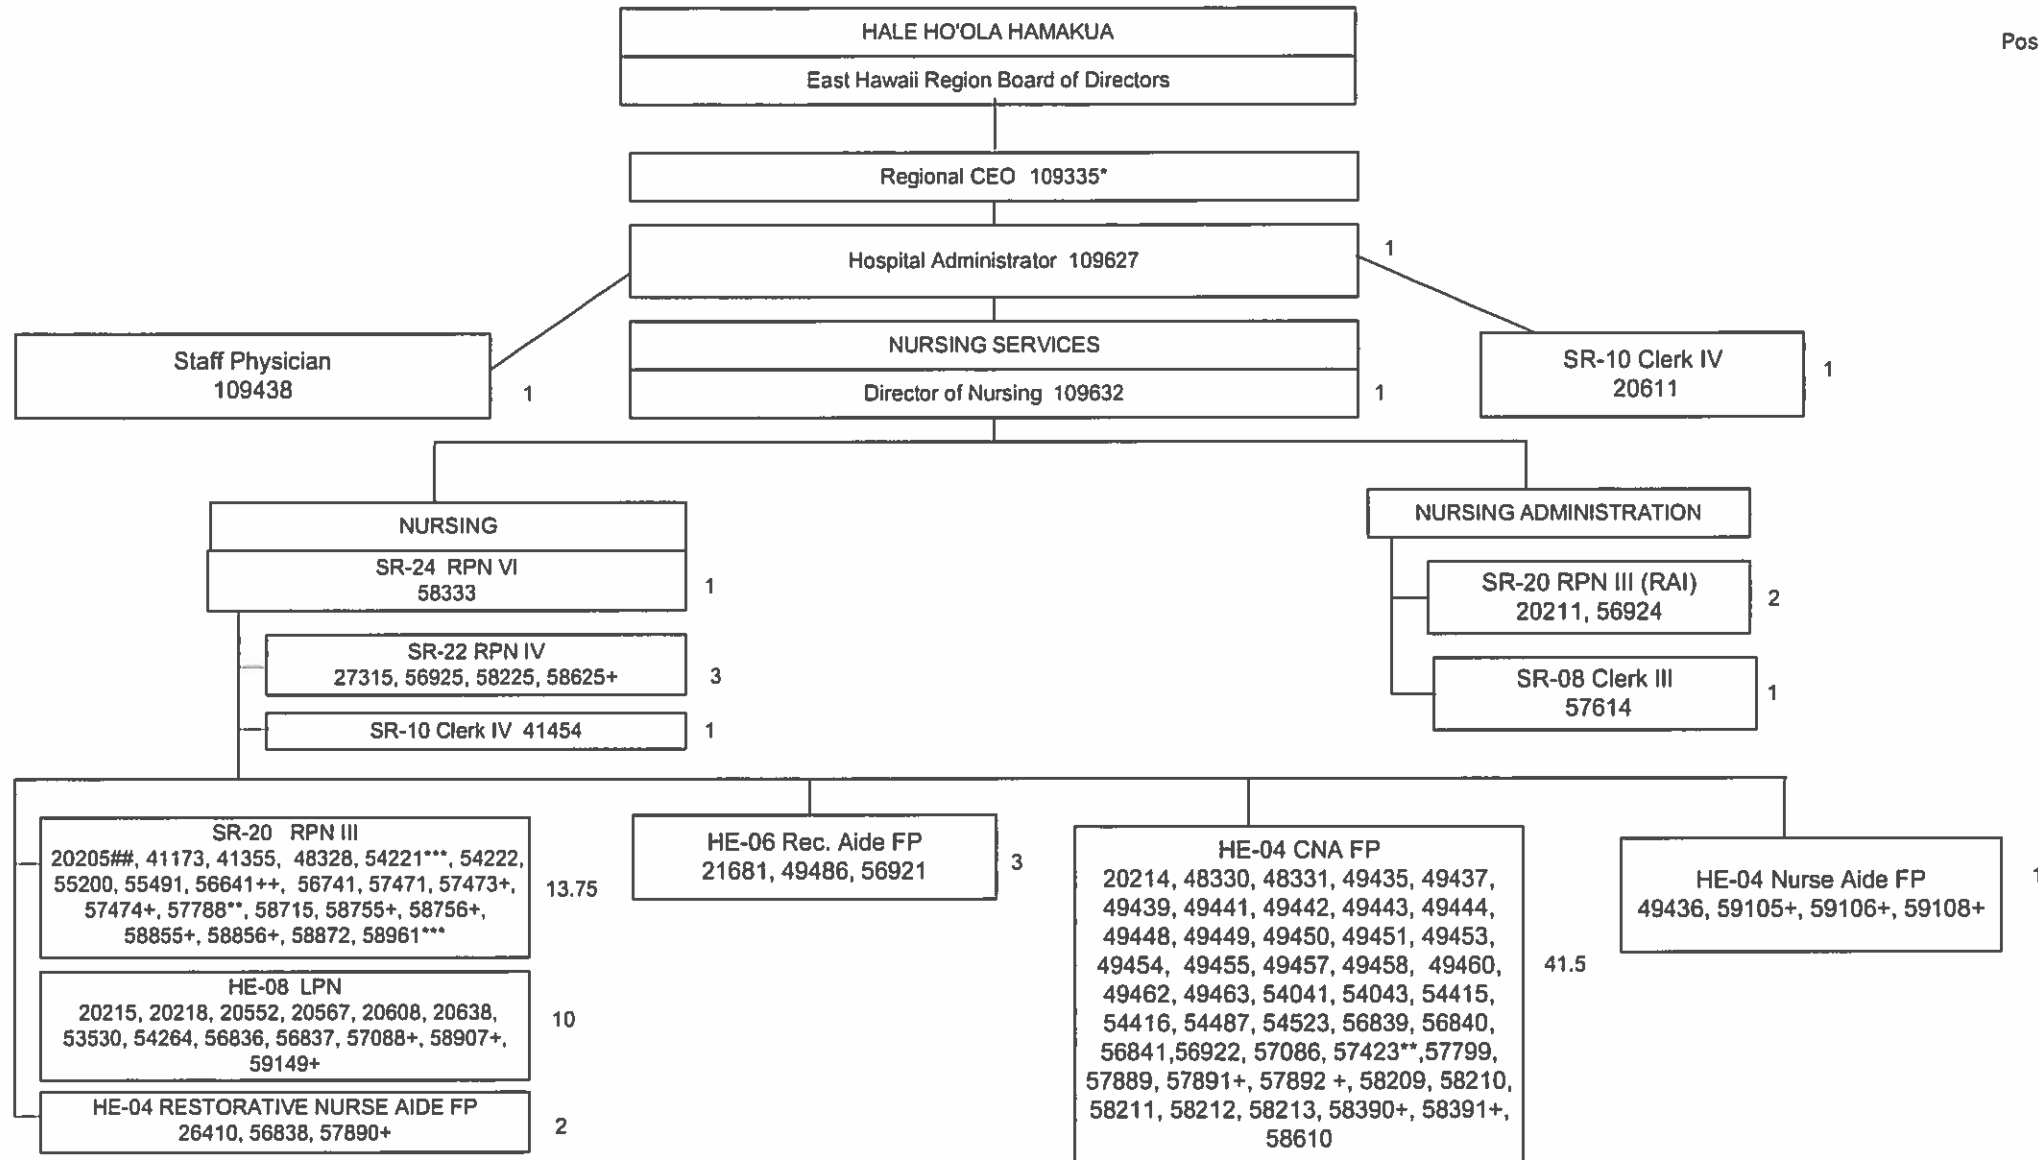 HALE HO'OLA HAMAKUA
Pos
East Hawaii Region Board of Directors
Regional CEO 109335*
Hospital Administrator 109627
1
Staff Physician
109438
1
NURSING SERVICES
Director of Nursing 109632
1
SR-10 Clerk IV
20611
1
NURSING
SR-24 RPN VI
58333
1
SR-22 RPN IV
27315, 56925, 58225, 58625+
3
SR-10 Clerk IV 41454
1
NURSING ADMINISTRATION
SR-20 RPN III (RAI)
20211, 56924
2
SR-08 Clerk III
57614
1
SR-20 RPN III
20205##, 41173, 41355, 48328, 54221***, 54222,
55200, 55491, 56641++, 56741, 57471, 57473+,
57474+, 57788**, 58715, 58755+, 58756+,
58855+, 58856+, 58872, 58961***
13.75
HE-08 LPN
20215, 20218, 20552, 20567, 20608, 20638,
53530, 54264, 56836, 56837, 57088+, 58907+,
59149+
10
HE-04 RESTORATIVE NURSE AIDE FP
26410, 56838, 57890+
2
HE-06 Rec. Aide FP
21681, 49486, 56921
3
HE-04 CNA FP
20214, 48330, 48331, 49435, 49437,
49439, 49441, 49442, 49443, 49444,
49448, 49449, 49450, 49451, 49453,
49454, 49455, 49457, 49458, 49460,
49462, 49463, 54041, 54043, 54415,
54416, 54487, 54523, 56839, 56840,
56841,56922, 57086, 57423**,57799,
57889, 57891+, 57892 +, 58209, 58210,
58211, 58212, 58213, 58390+, 58391+,
58610
41.5
HE-04 Nurse Aide FP
49436, 59105+, 59106+, 59108+
1